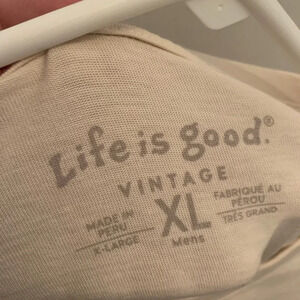 Life is good.®
VINTAGE
MADE IN
PERU
X-LARGE
XL
Mens
FABRIQUÉ AU
PÉROU
TRÈS GRAND